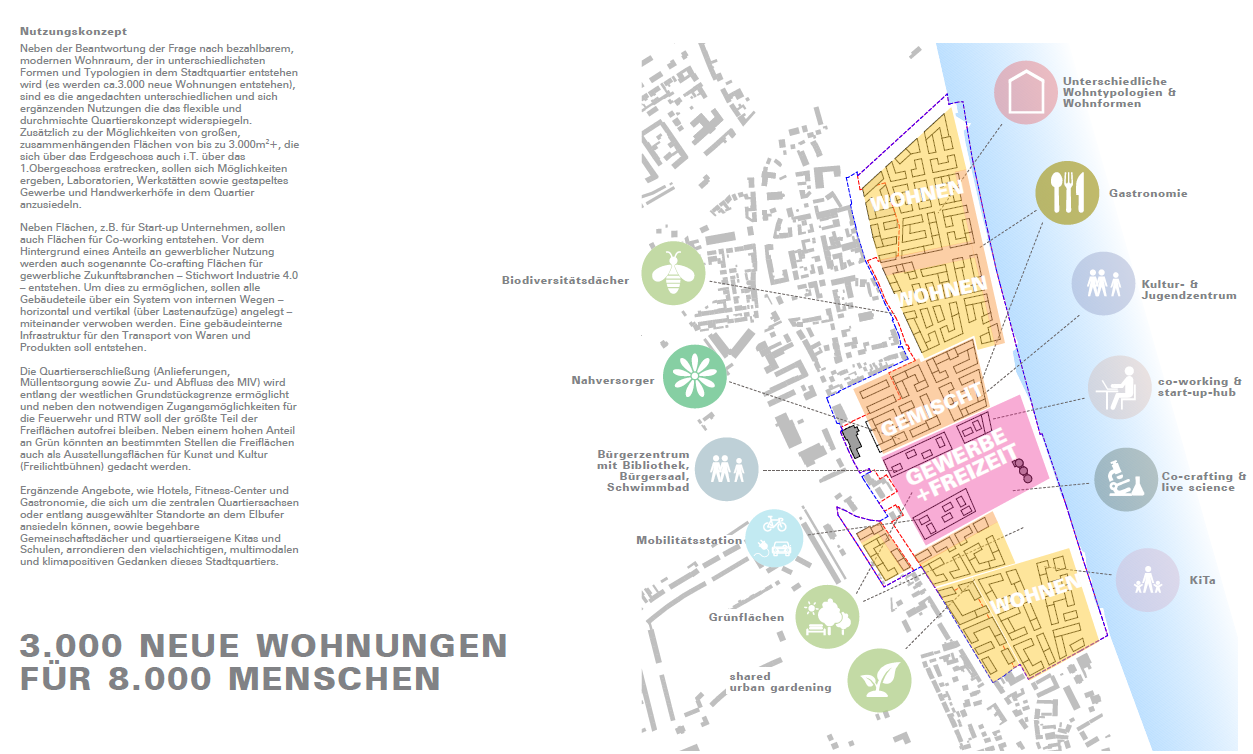 Nutzungskonzept
Neben der Beantwortung der Frage nach bezahlbarem,
modernen Wohnraum, der in unterschiedlichsten
Formen und Typologien in dem Stadtquartier entstehen
wird (es werden ca.3.000 neue Wohnungen entstehen),
sind es die angedachten unterschiedlichen und sich
ergänzenden Nutzungen die das flexible und
durchmischte Quartierskonzept widerspiegeln.
Zusätzlich zu der Möglichkeiten von großen,
zusammenhängenden Flächen von bis zu 3.000m²+, die
sich über das Erdgeschoss auch i.T. über das
1.Obergeschoss erstrecken, sollen sich Möglichkeiten
ergeben, Laboratorien, Werkstätten sowie gestapeltes
Gewerbe und Handwerkerhöfe in dem Quartier
anzusiedeln.
Neben Flächen, z.B. für Start-up Unternehmen, sollen
auch Flächen für Co-working entstehen. Vor dem
Hintergrund eines Anteils an gewerblicher Nutzung
werden auch sogenannte Co-crafting Flächen für
gewerbliche Zukunftsbranchen – Stichwort Industrie 4.0
– entstehen. Um dies zu ermöglichen, sollen alle
Gebäudeteile über ein System von internen Wegen –
horizontal und vertikal (über Lastenaufzüge) angelegt –
miteinander verwoben werden. Eine gebäudeinterne
Infrastruktur für den Transport von Waren und
Produkten soll entstehen.
Die Quartierserschließung (Anlieferungen,
Müllentsorgung sowie Zu- und Abfluss des MIV) wird
entlang der westlichen Grundstücksgrenze ermöglicht
und neben den notwendigen Zugangsmöglichkeiten für
die Feuerwehr und RTW soll der größte Teil der
Freiflächen autofrei bleiben. Neben einem hohen Anteil
an Grün könnten an bestimmten Stellen die Freiflächen
auch als Ausstellungsflächen für Kunst und Kultur
(Freilichtbühnen) gedacht werden.
Ergänzende Angebote, wie Hotels, Fitness-Center und
Gastronomie, die sich um die zentralen Quartiersachsen
oder entlang ausgewählter Standorte an dem Elbufer
ansiedeln können, sowie begehbare
Gemeinschaftsdächer und quartierseigene Kitas und
Schulen, arrondieren den vielschichtigen, multimodalen
und klimapositiven Gedanken dieses Stadtquartiers.
3.000 NEUE WOHNUNGEN
FÜR 8.000 MENSCHEN
Unterschiedliche
Wohntypologien &
Wohnformen
Gastronomie
Kultur- &
Jugendzentrum
co-working &
start-up-hub
Co-crafting &
live science
KiTa
Biodiversitätsdächer
Nahversorger
Bürgerzentrum
mit Bibliothek,
Bürgersaal,
Schwimmbad
Mobilitätsstation
Grünflächen
shared
urban gardening
WOHNEN
WOHNEN
GEMISCHT
GEWERBE
+FREIZEIT
WOHNEN